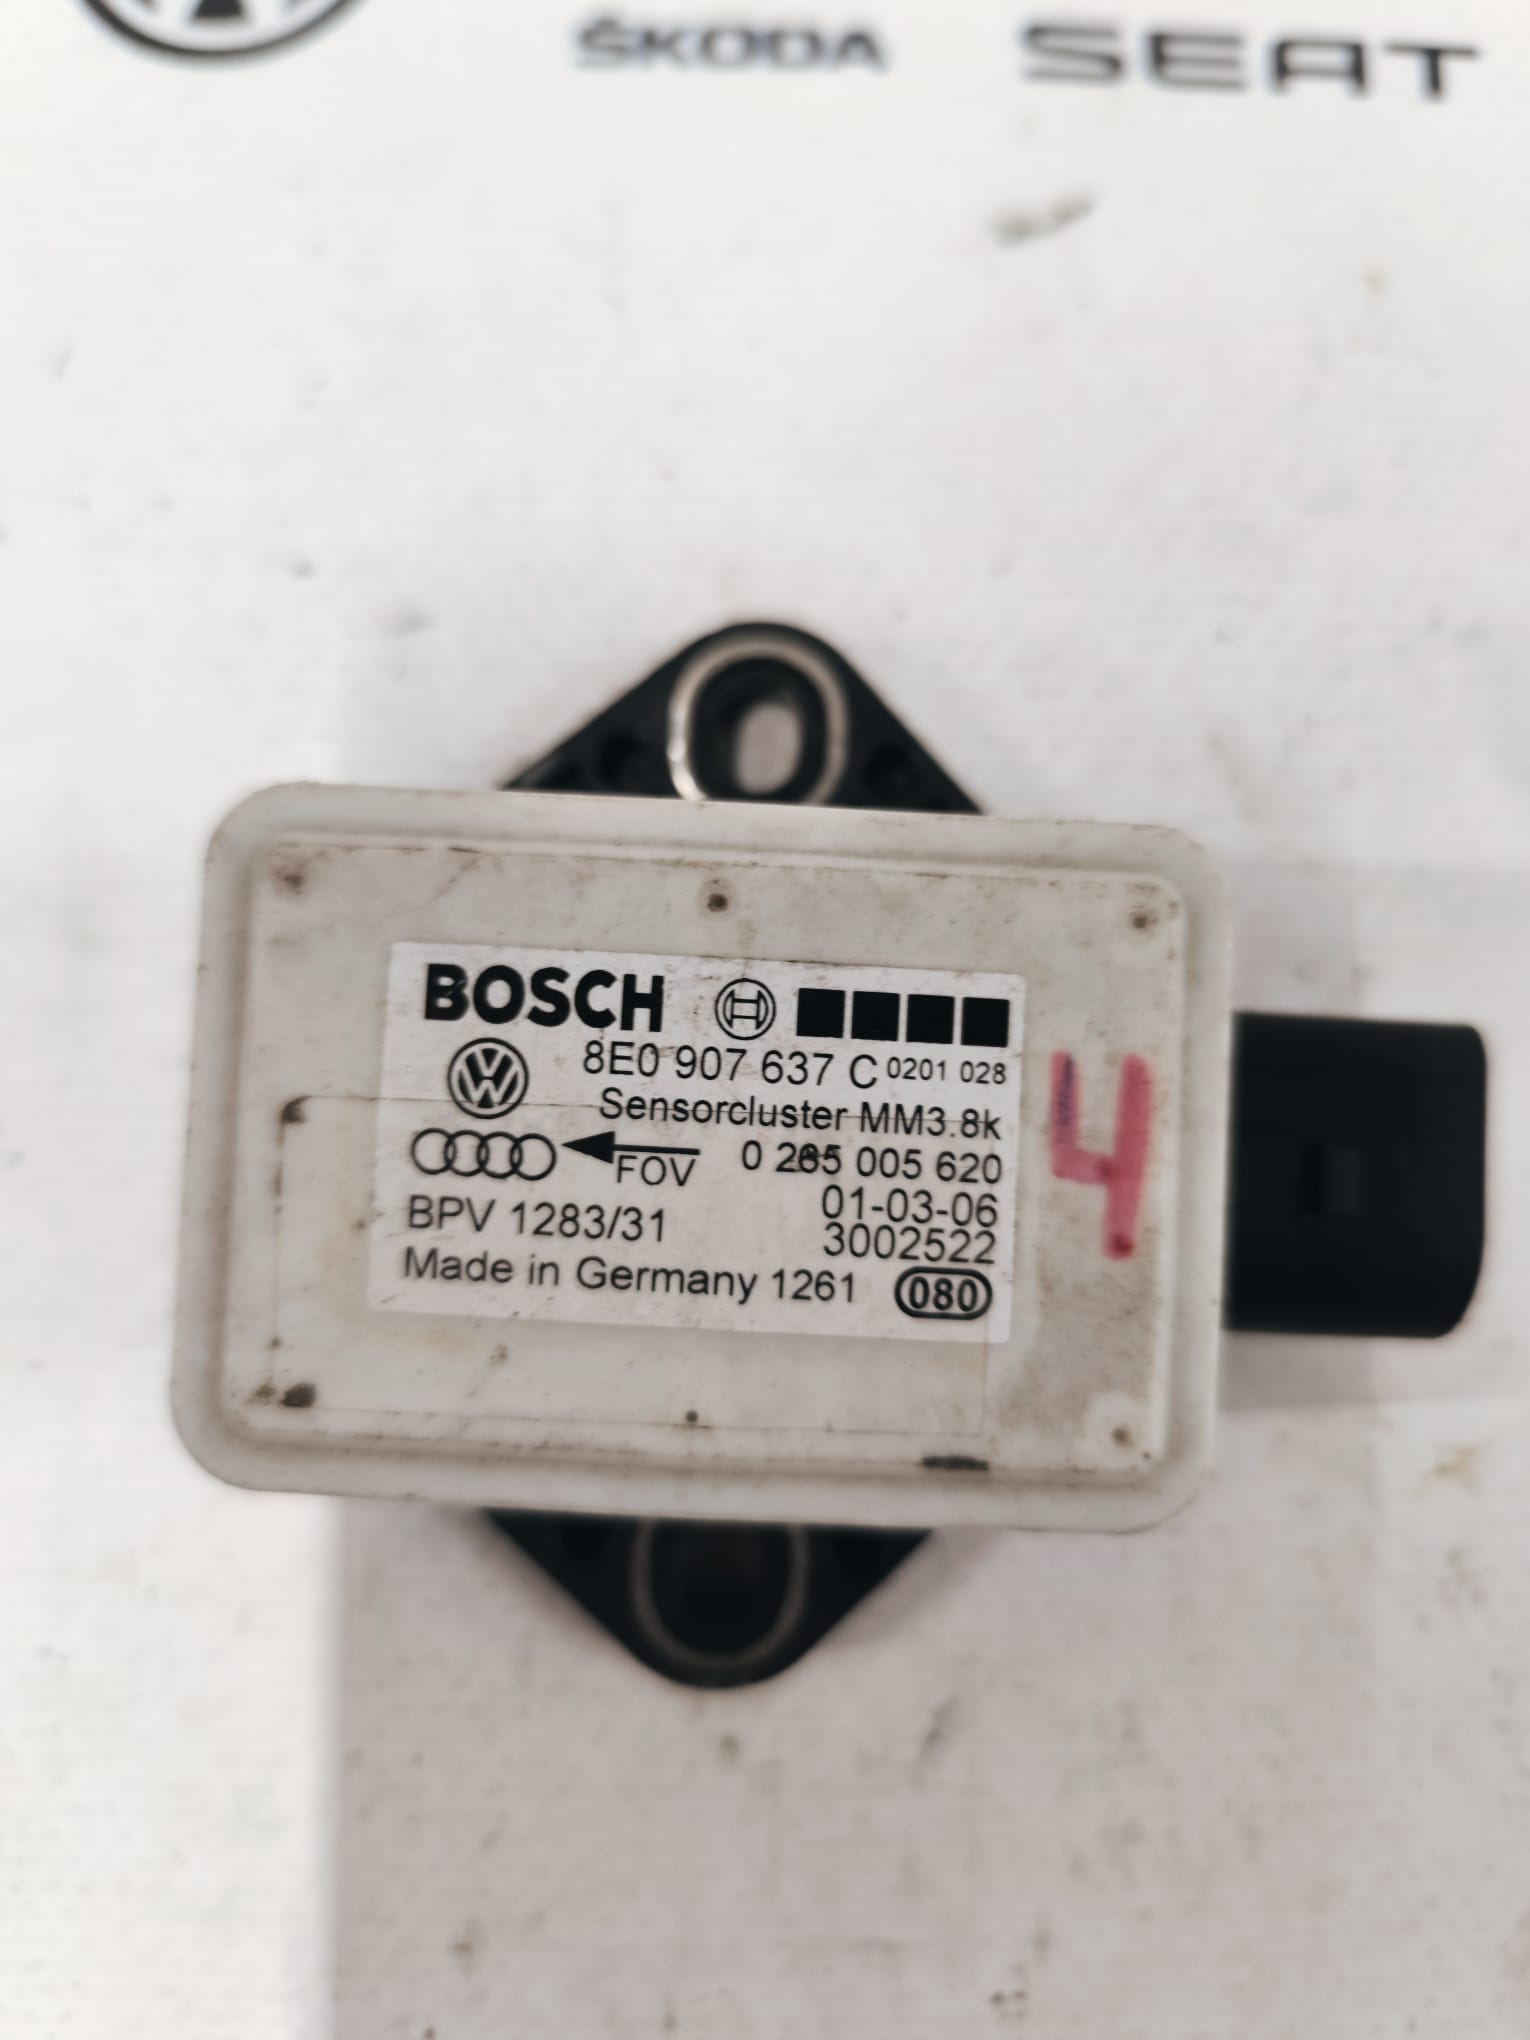 ŠKODA SEAT
BOSCH
8E0 907 637 C 0201 028
Sensorcluster MM3.8k
FOV 0 265 005 620
01-03-06
BPV 1283/31
3002522
Made in Germany 1261 080
4